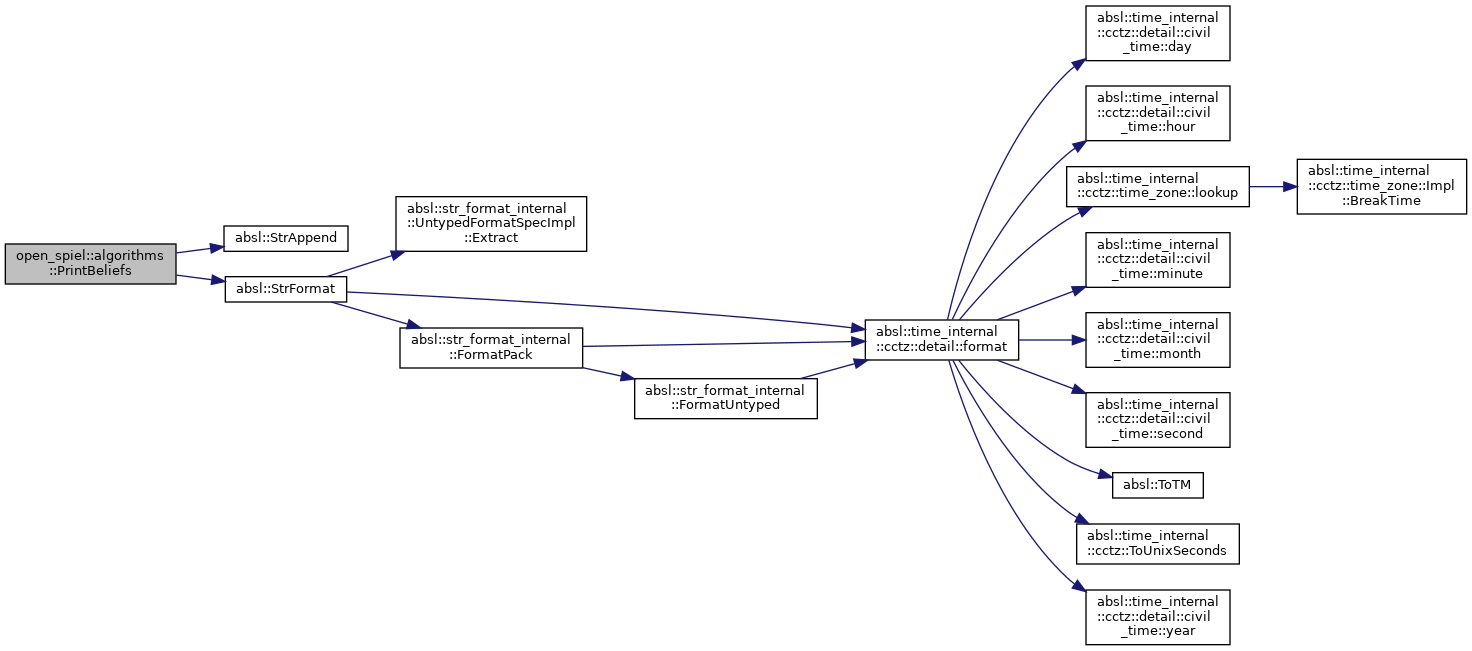 open_spiel::algorithms
::PrintBeliefs
absl::StrAppend
absl::StrFormat
absl::str_format_internal
::UntypedFormatSpecImpl
::Extract
absl::str_format_internal
::FormatPack
absl::str_format_internal
::FormatUntyped
absl::time_internal
::cctz::detail::format
absl::time_internal
::cctz::detail::civil
_time::day
absl::time_internal
::cctz::detail::civil
_time::hour
absl::time_internal
::cctz::time_zone::lookup
absl::time_internal
::cctz::time_zone::Impl
::BreakTime
absl::time_internal
::cctz::detail::civil
_time::minute
absl::time_internal
::cctz::detail::civil
_time::month
absl::time_internal
::cctz::detail::civil
_time::second
absl::ToTM
absl::time_internal
::cctz::ToUnixSeconds
absl::time_internal
::cctz::detail::civil
_time::year